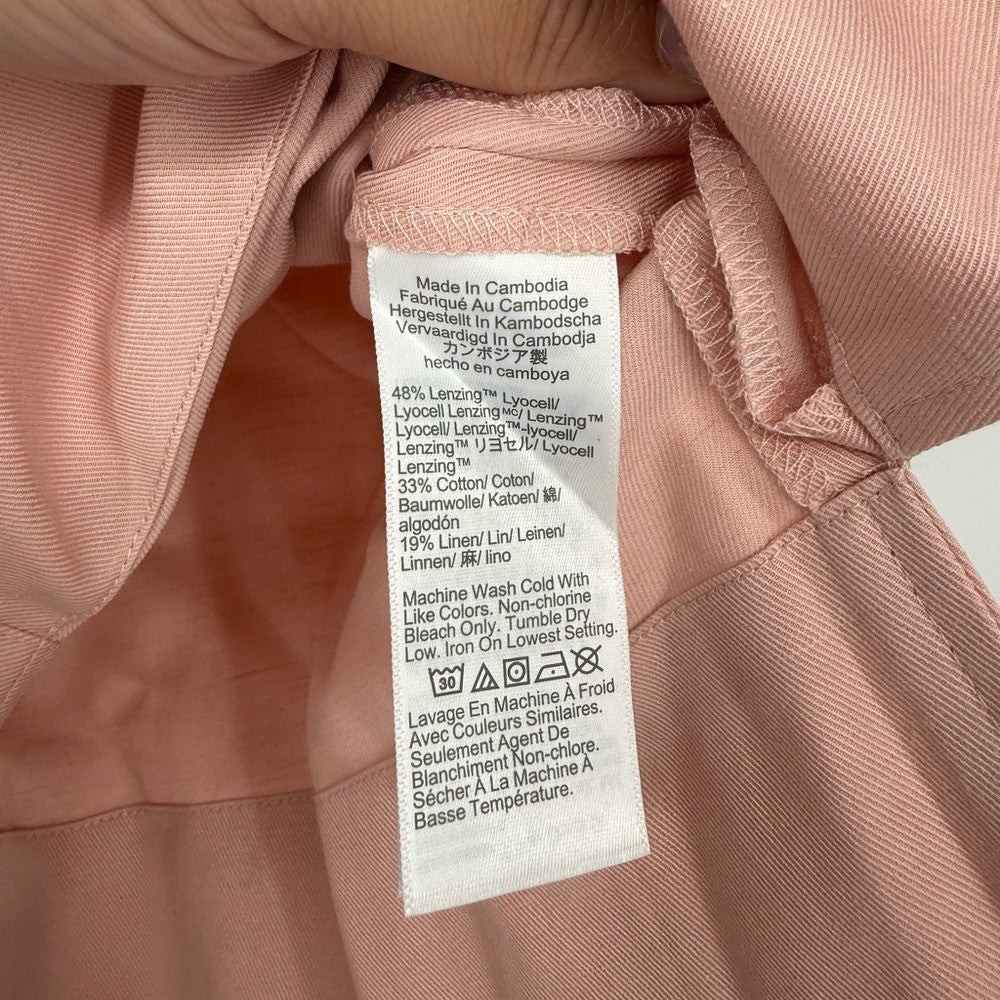 Made In Cambodia
Fabriqué Au Cambodge
Hergestellt In Kambodscha
Vervaardigd In Cambodja
カンボジア製
hecho en camboya
48% Lenzing™ Lyocell/
Lyocell Lenzing ᴹᶜ/ Lenzing™
Lyocell/ Lenzing™-lyocell/
Lenzing™ リヨセル/ Lyocell
Lenzing™
33% Cotton/ Coton/
Baumwolle/ Katoen/ 綿/
algodón
19% Linen/ Lin/ Leinen/
Linnen/ 麻/ lino
Machine Wash Cold With
Like Colors. Non-chlorine
Bleach Only. Tumble Dry
Low. Iron On Lowest Setting.
30
Lavage En Machine À Froid
Avec Couleurs Similaires.
Seulement Agent De
Blanchiment Non-chlore.
Sécher À La Machine À
Basse Température.